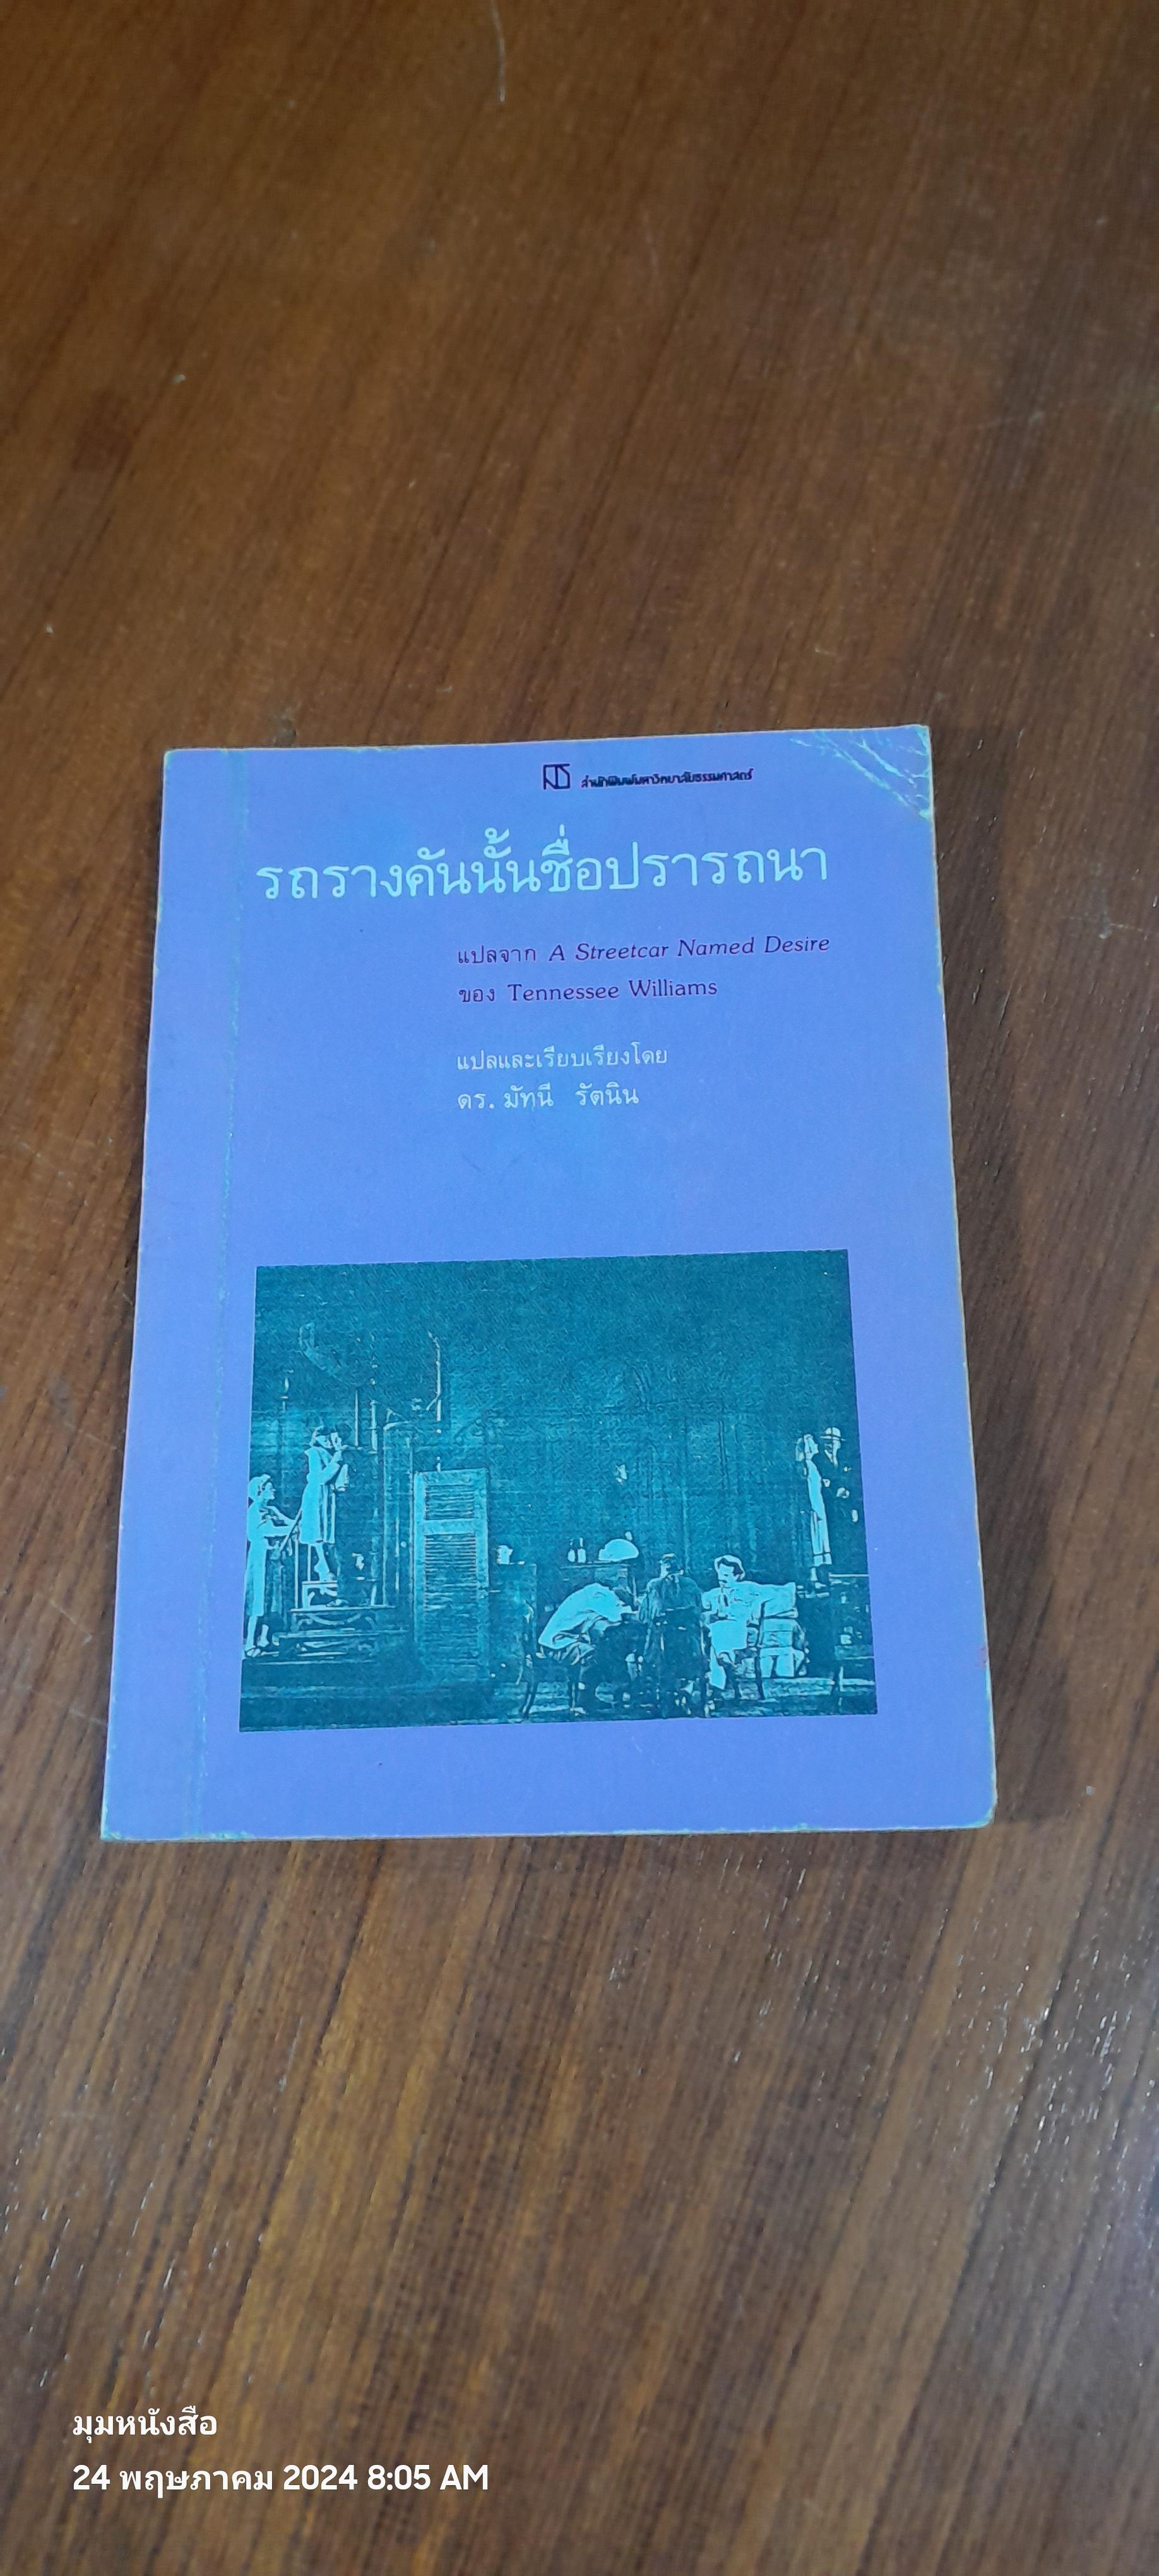 สำนักพิมพ์มหาวิทยาลัยธรรมศาสตร์
รถรางคันนั้นชื่อปรารถนา
แปลจาก A Streetcar Named Desire
ของ Tennessee Williams
แปลและเรียบเรียงโดย
ดร. มัทนี รัตนิน
มุมหนังสือ
24 พฤษภาคม 2024 8:05 AM